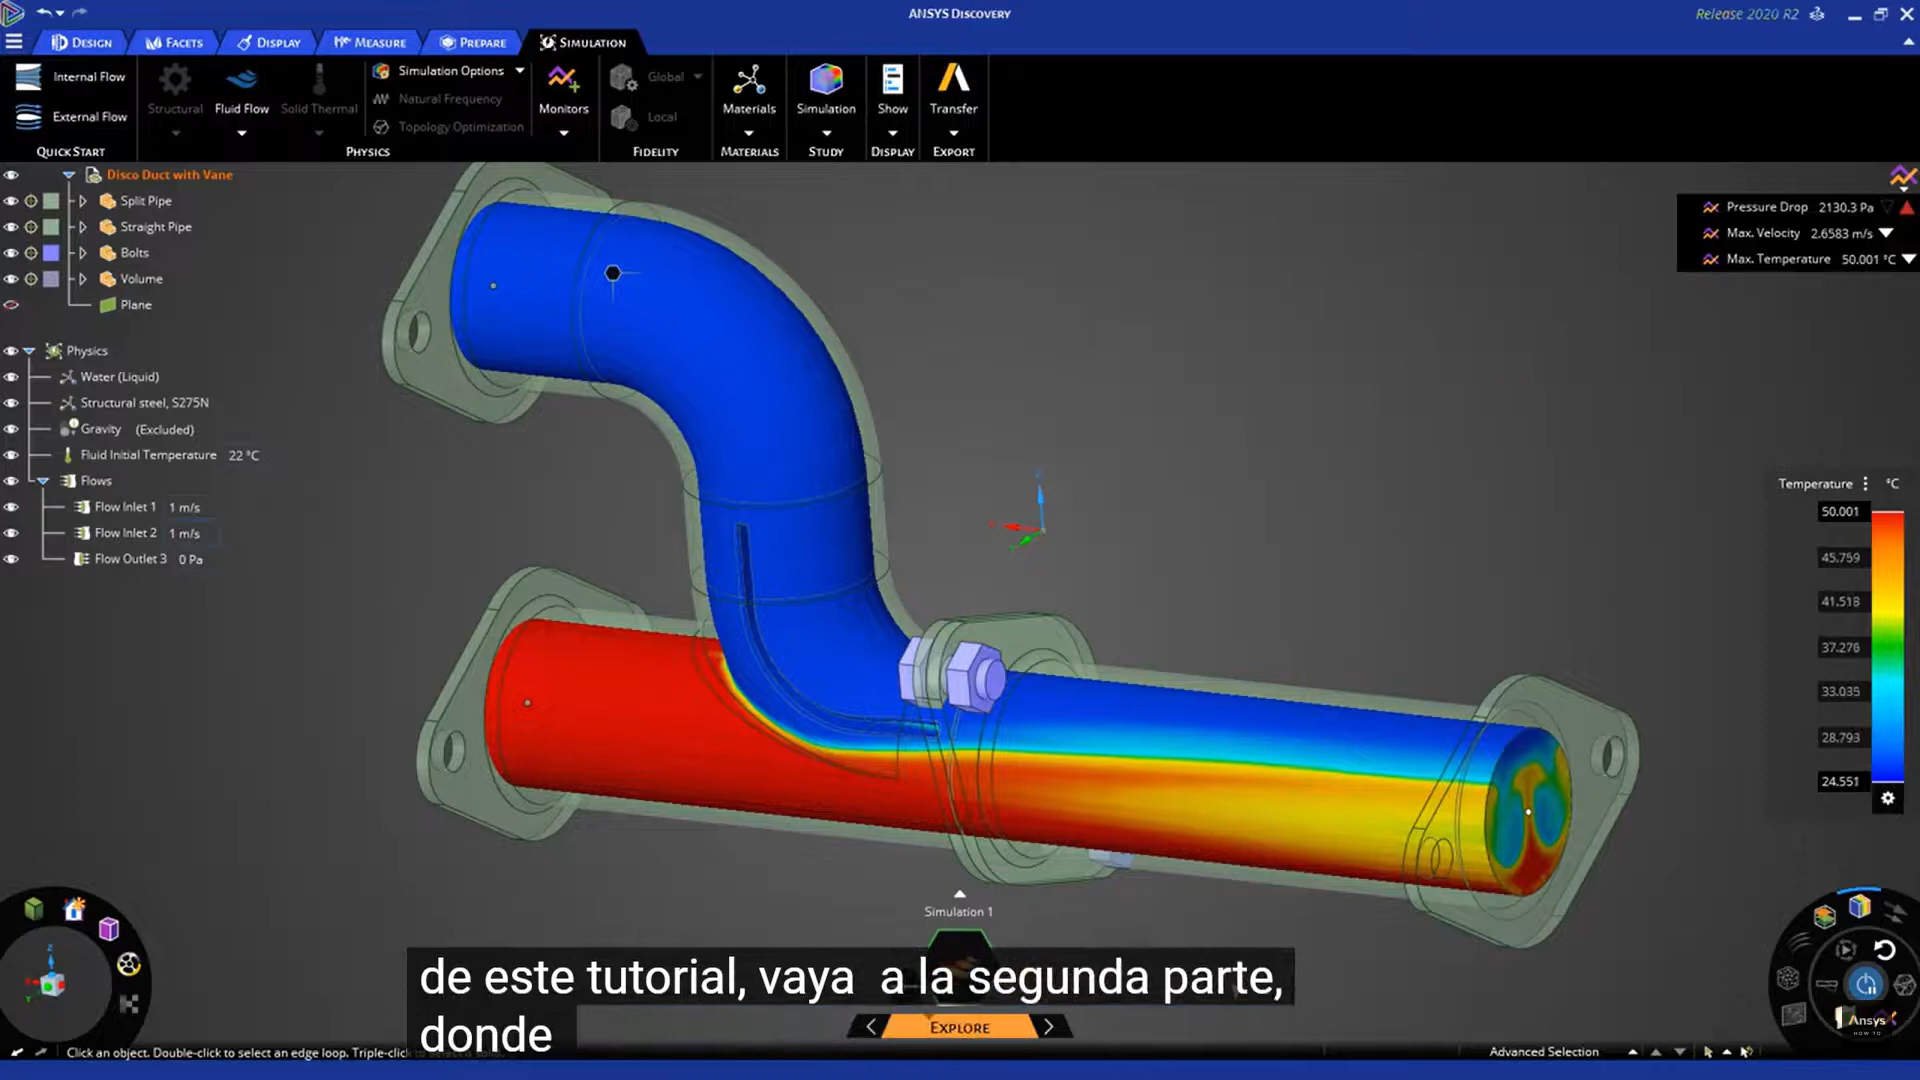 ANSYS DISCOVERY
Release 2020 R2
DESIGN
FACETS
DISPLAY
MEASURE
PREPARE
SIMULATION
Internal Flow
External Flow
QUICK START
Structural
Fluid Flow
Solid Thermal
Simulation Options
Natural Frequency
Topology Optimization
PHYSICS
Monitors
Global
Local
FIDELITY
Materials
MATERIALS
Simulation
STUDY
Show
DISPLAY
Transfer
EXPORT
Disco Duct with Vane
Split Pipe
Straight Pipe
Bolts
Volume
Plane
Physics
Water (Liquid)
Structural steel, S275N
Gravity (Excluded)
Fluid Initial Temperature 22 °C
Flows
Flow Inlet 1 1 m/s
Flow Inlet 2 1 m/s
Flow Outlet 3 0 Pa
Pressure Drop 2130.3 Pa
Max. Velocity 2.6583 m/s
Max. Temperature 50.001 °C
Temperature °C
50.001
45.759
41.518
37.276
33.035
28.793
24.551
Simulation 1
de este tutorial, vaya a la segunda parte,
donde
EXPLORE
Ansys
HOW TO
Click an object. Double-click to select an edge loop. Triple-click
Advanced Selection